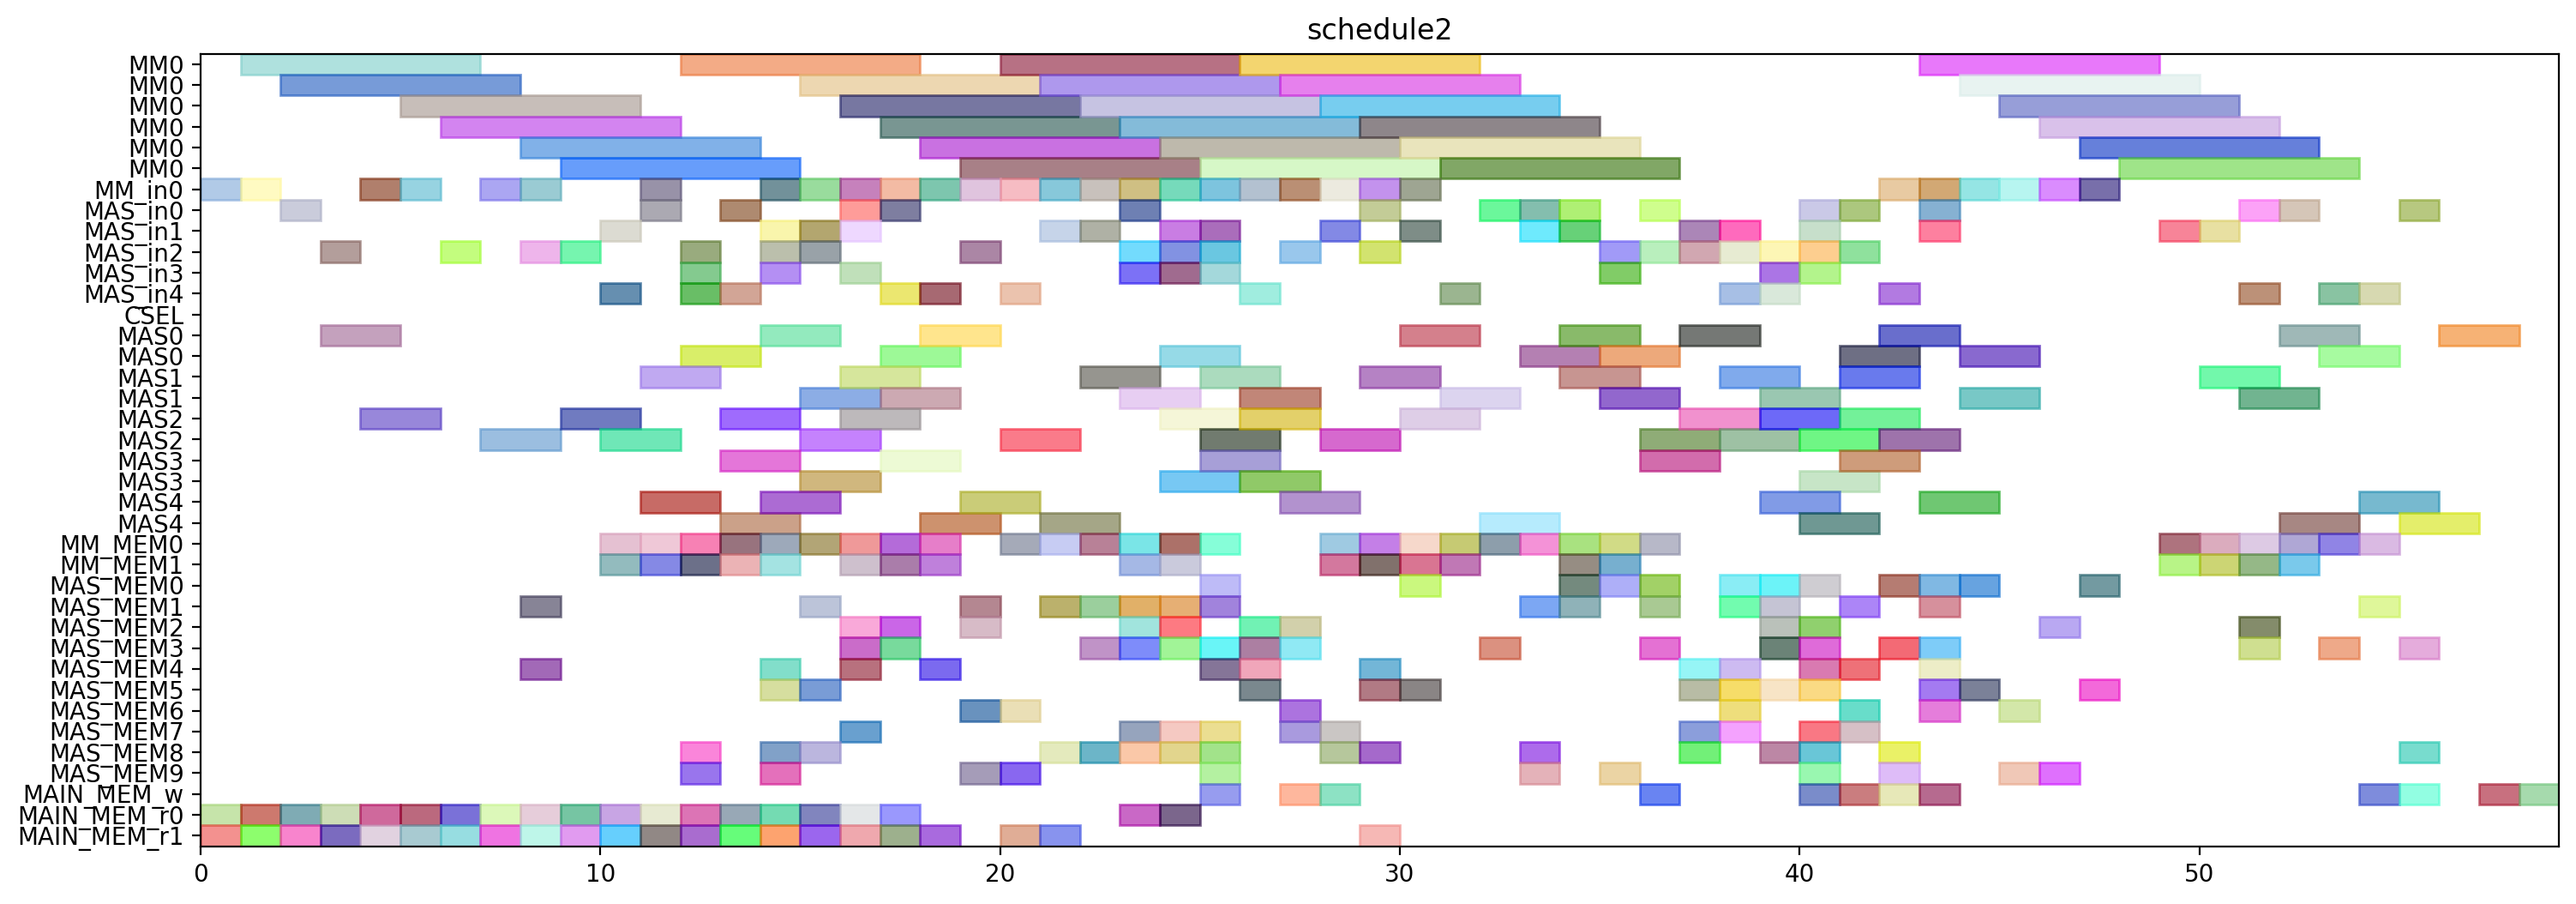 schedule2
MM0
MM0
MM0
MM0
MM0
MM0
MM_in0
MAS_in0
MAS_in1
MAS_in2
MAS_in3
MAS_in4
CSEL
MAS0
MAS0
MAS1
MAS1
MAS2
MAS2
MAS3
MAS3
MAS4
MAS4
MM_MEM0
MM_MEM1
MAS_MEM0
MAS_MEM1
MAS_MEM2
MAS_MEM3
MAS_MEM4
MAS_MEM5
MAS_MEM6
MAS_MEM7
MAS_MEM8
MAS_MEM9
MAIN_MEM_w
MAIN_MEM_r0
MAIN_MEM_r1
0 10 20 30 40 50